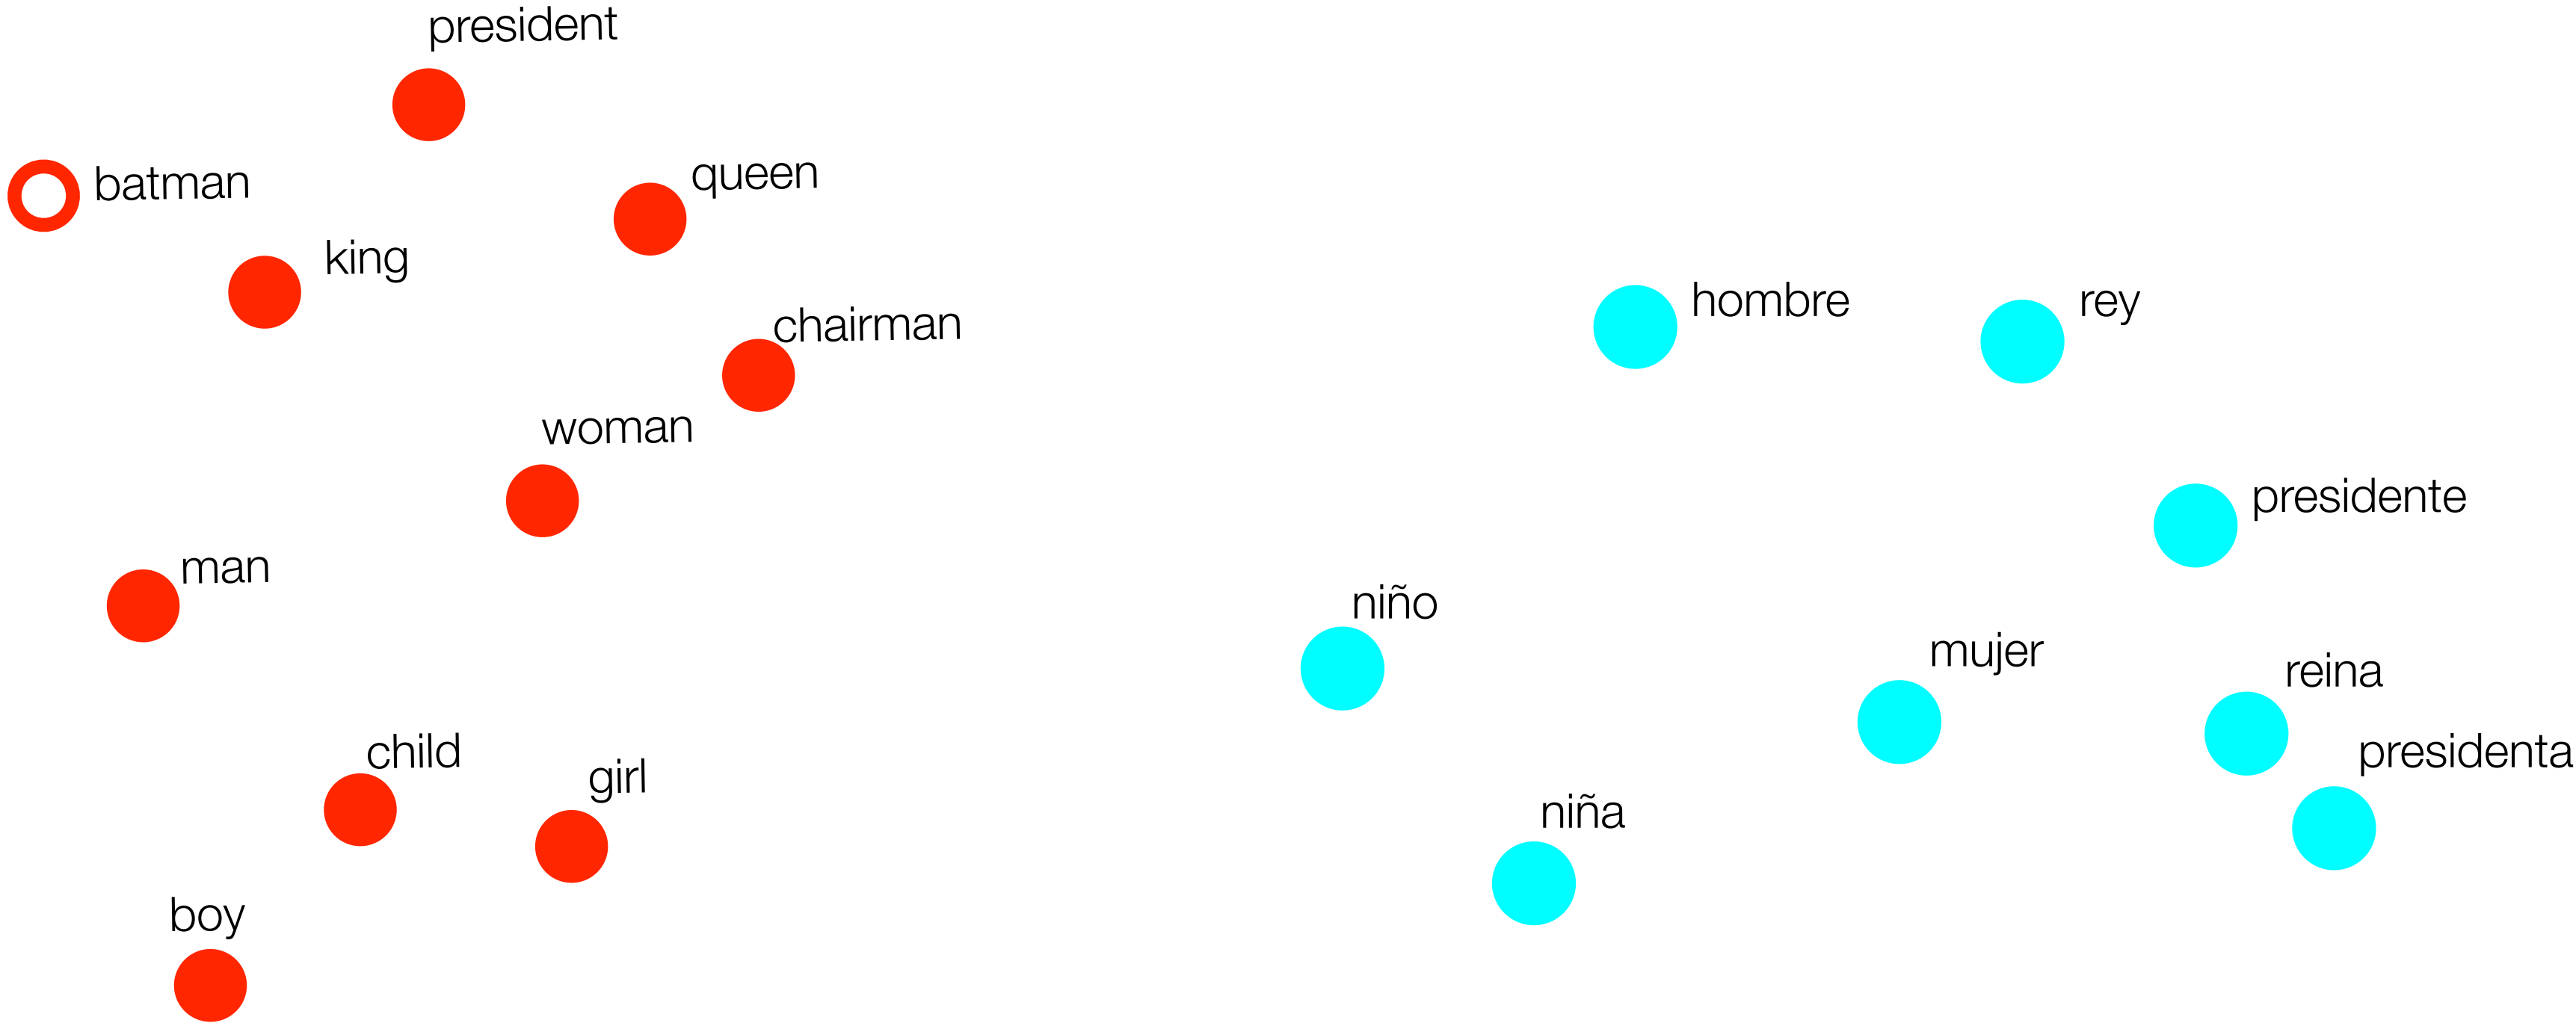 president
batman
queen
king
chairman
woman
man
child
girl
boy
hombre
rey
presidente
niño
mujer
reina
presidenta
niña